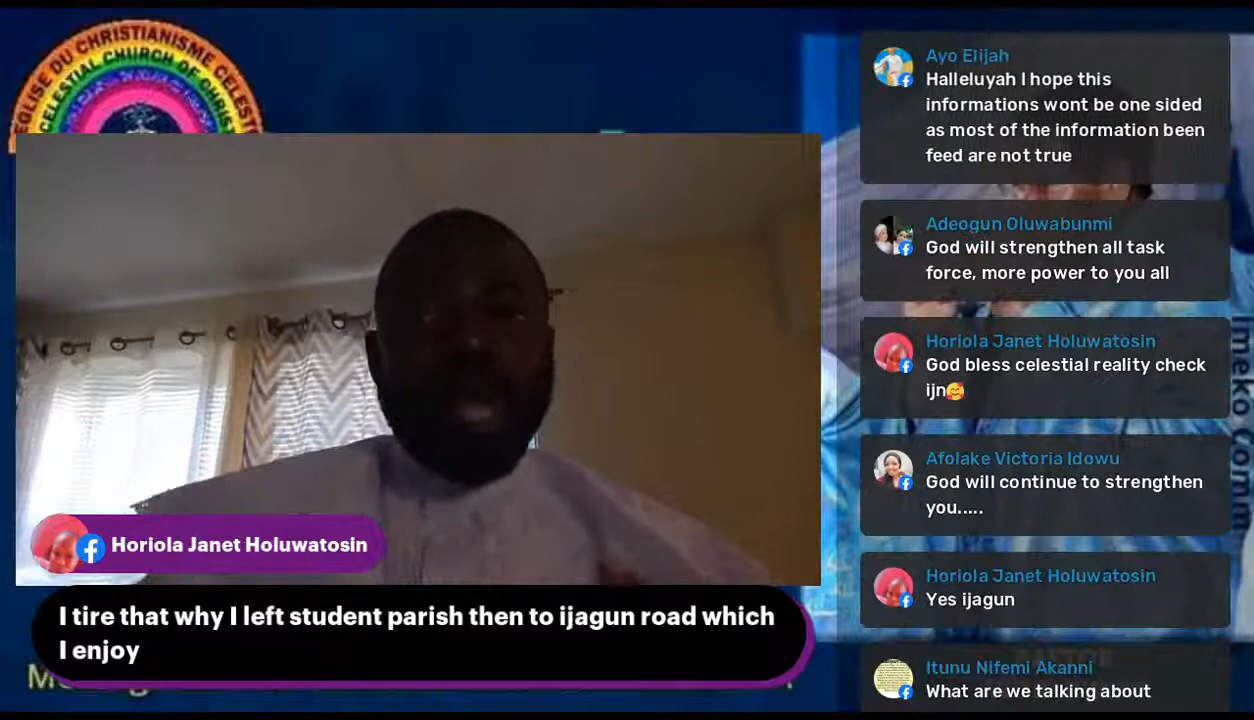 EGLISE DU CHRISTIANISME CELEST
CELESTIAL CHURCH OF CHRIST
Horiola Janet Holuwatosin
I tire that why I left student parish then to ijagun road which
I enjoy
Ayo Elijah
Halleluyah I hope this
informations wont be one sided
as most of the information been
feed are not true
Adeogun Oluwabunmi
God will strengthen all task
force, more power to you all
Horiola Janet Holuwatosin
God bless celestial reality check
ijn🥰
Afolake Victoria Idowu
God will continue to strengthen
you.....
Horiola Janet Holuwatosin
Yes ijagun
Itunu Nifemi Akanni
What are we talking about
Imeko Comm